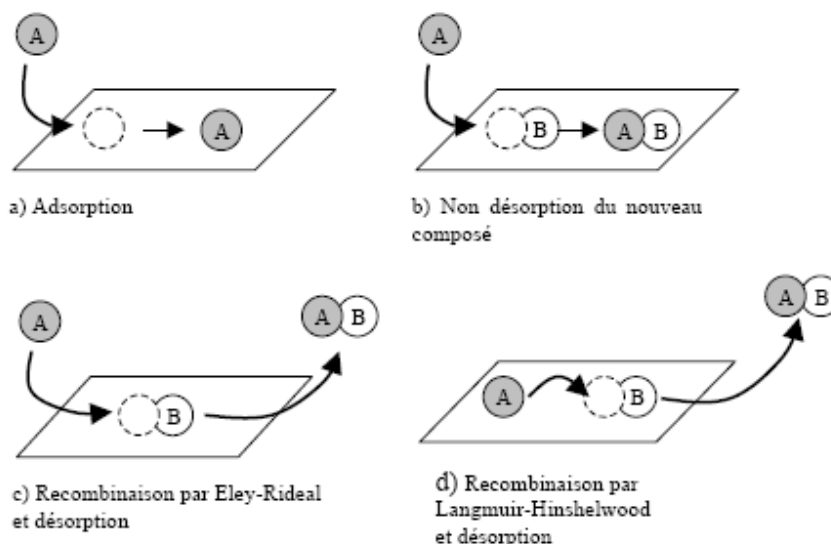 A
A
a) Adsorption
A
B
A B
b) Non désorption du nouveau
composé
A
B
A B
c) Recombinaison par Eley-Rideal
et désorption
A
B
A B
d) Recombinaison par
Langmuir-Hinshelwood
et désorption